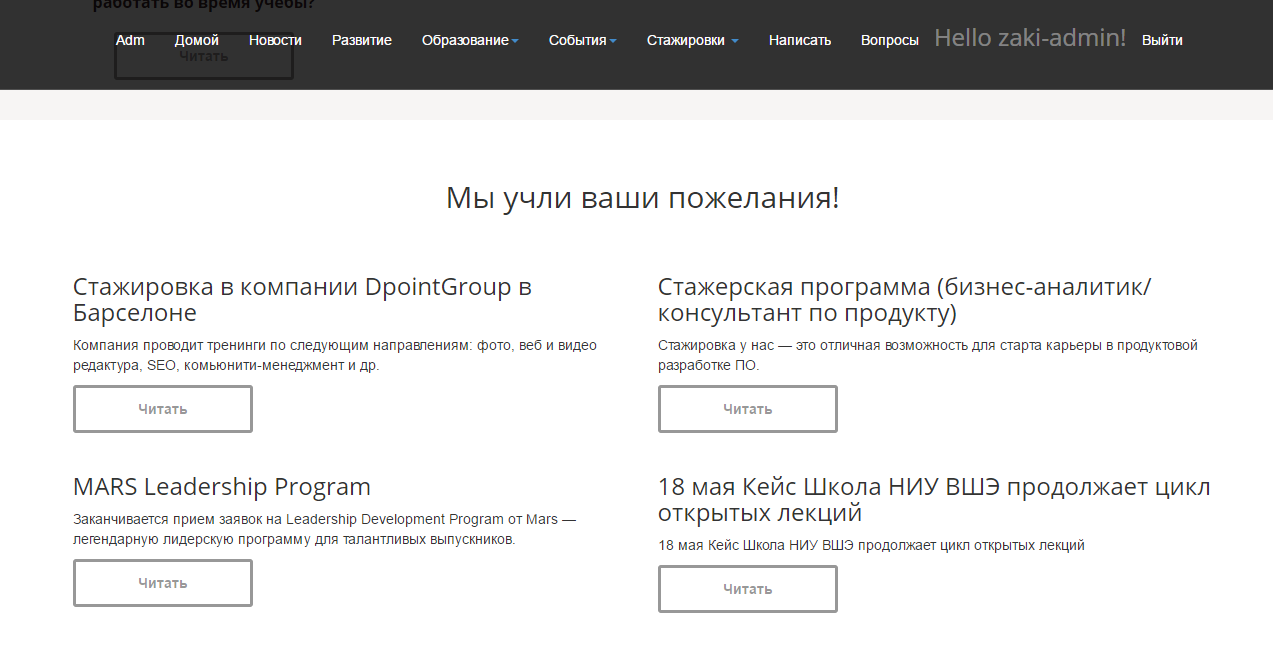 работать во время учебы?
Adm Домой Новости Развитие Образование События Стажировки Написать Вопросы Hello zaki-admin! Выйти
Читать
Мы учли ваши пожелания!
Стажировка в компании DpointGroup в
Барселоне
Компания проводит тренинги по следующим направлениям: фото, веб и видео
редактура, SEO, комьюнити-менеджмент и др.
Читать
Стажерская программа (бизнес-аналитик/
консультант по продукту)
Стажировка у нас — это отличная возможность для старта карьеры в продуктовой
разработке ПО.
Читать
MARS Leadership Program
Заканчивается прием заявок на Leadership Development Program от Mars —
легендарную лидерскую программу для талантливых выпускников.
Читать
18 мая Кейс Школа НИУ ВШЭ продолжает цикл
открытых лекций
18 мая Кейс Школа НИУ ВШЭ продолжает цикл открытых лекций
Читать